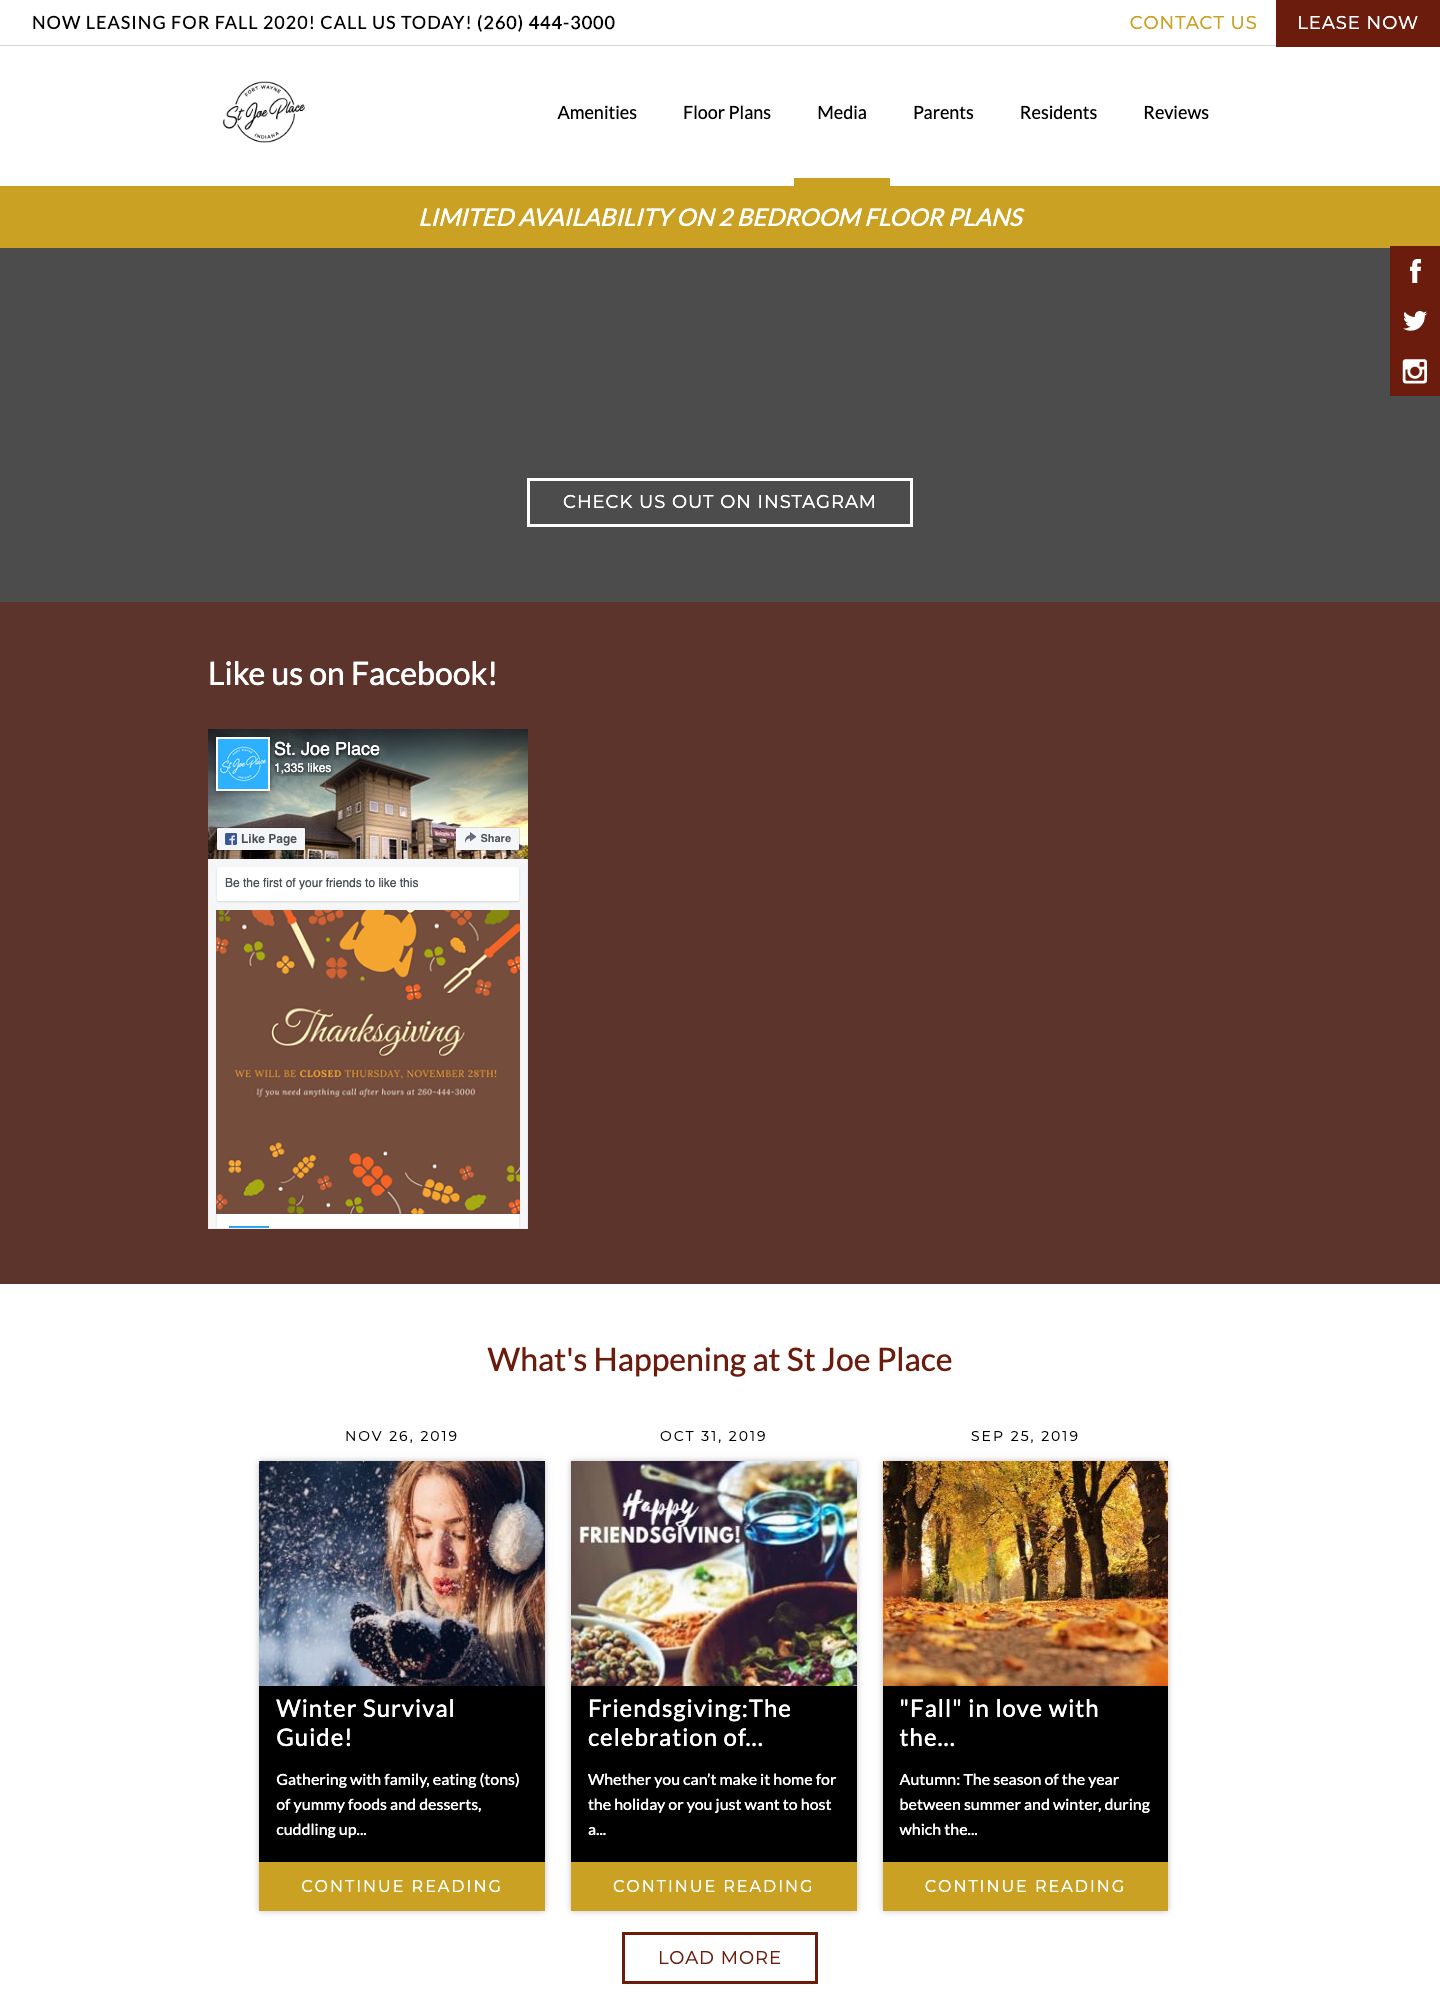 NOW LEASING FOR FALL 2020! CALL US TODAY! (260) 444-3000
CONTACT US
LEASE NOW
FORT WAYNE
St Joe Place
INDIANA
Amenities
Floor Plans
Media
Parents
Residents
Reviews
LIMITED AVAILABILITY ON 2 BEDROOM FLOOR PLANS
CHECK US OUT ON INSTAGRAM
Like us on Facebook!
St Joe Place
St. Joe Place
1,335 likes
Like Page
Share
Be the first of your friends to like this
Thanksgiving
WE WILL BE CLOSED THURSDAY, NOVEMBER 28TH!
If you need anything call after hours at 260-444-3000
What's Happening at St Joe Place
NOV 26, 2019
Winter Survival
Guide!
Gathering with family, eating (tons)
of yummy foods and desserts,
cuddling up...
CONTINUE READING
OCT 31, 2019
Happy
FRIENDSGIVING!
Friendsgiving:The
celebration of...
Whether you can’t make it home for
the holiday or you just want to host
a...
CONTINUE READING
SEP 25, 2019
"Fall" in love with
the...
Autumn: The season of the year
between summer and winter, during
which the...
CONTINUE READING
LOAD MORE